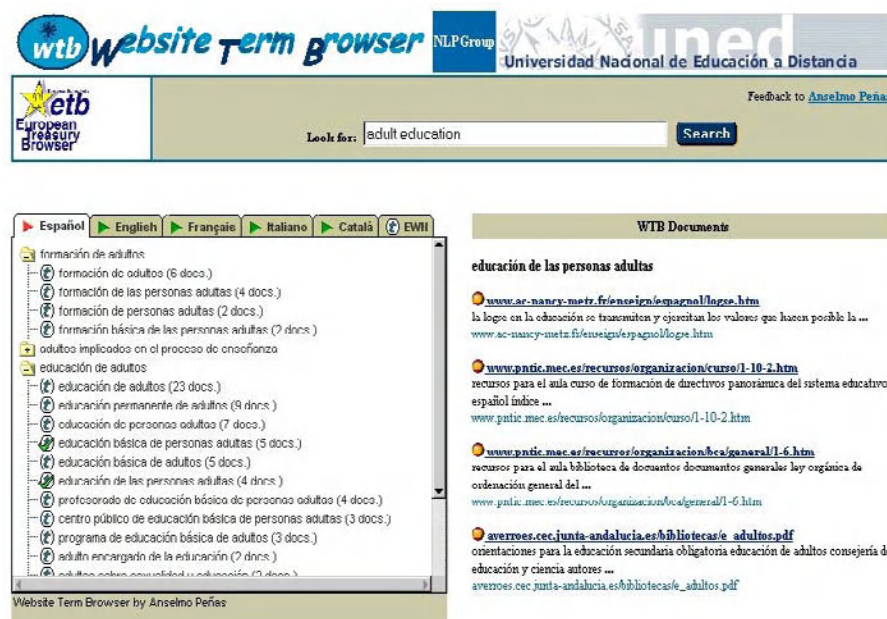 wtb Website Term Browser NLP Group uned
Universidad Nacional de Educación a Distancia
etb
European
Treasury
Browser
Feedback to Anselmo Peñas
Look for: adult education Search
Español English Français Italiano Català EWN
formación de adultos
formación de adultos (6 docs.)
formación de las personas adultas (4 docs.)
formación de personas adultas (2 docs.)
formación básica de las personas adultas (2 docs.)
adultos implicados en el proceso de enseñanza
educación de adultos
educación de adultos (23 docs.)
educación permanente de adultos (9 docs.)
educación de personas adultas (7 docs.)
educación básica de personas adultas (5 docs.)
educación básica de adultos (5 docs.)
educación de las personas adultas (4 docs.)
profesorado de educación básica de personas adultas (4 docs.)
centro público de educación básica de personas adultas (3 docs.)
programa de educación básica de adultos (3 docs.)
adulto encargado de la educación (2 docs.)
adultos sobre sexualidad y educación (2 docs.)
Website Term Browser by Anselmo Peñas
WTB Documents
educación de las personas adultas
www.ac-nancy-metz.fr/enseign/espagnol/logse.htm
la logse en la educación se transmiten y ejercitan los valores que hacen posible la ...
www.ac-nancy-metz.fr/enseign/espagnol/logse.htm
www.pntic.mec.es/recursos/organizacion/curso/1-10-2.htm
recursos para el aula curso de formación de directivos panorámica del sistema educativo
español índice ...
www.pntic.mec.es/recursos/organizacion/curso/1-10-2.htm
www.pntic.mec.es/recursos/organizacion/bca/general/1-6.htm
recursos para el aula biblioteca de docuentos documentos generales ley orgánica de
ordenación general del ...
www.pntic.mec.es/recursos/organizacion/bca/general/1-6.htm
averroes.cec.junta-andalucia.es/bibliotecas/e_adultos.pdf
orientaciones para la educación secundaria obligatoria educación de adultos consejería de
educación y ciencia autores ...
averroes.cec.junta-andalucia.es/bibliotecas/e_adultos.pdf